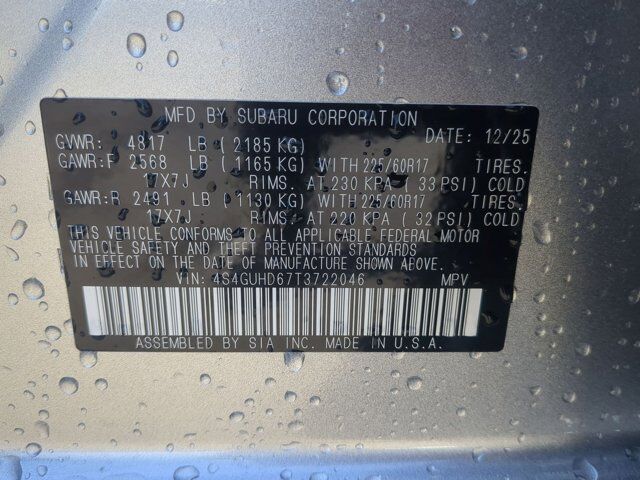 MFD BY SUBARU CORPORATION
GVWR: 4817 LB ( 2185 KG) DATE: 12/25
GAWR:F 2568 LB ( 1165 KG) WITH 225/60R17 TIRES.
17X7J RIMS. AT 230 KPA ( 33 PSI) COLD
GAWR:R 2491 LB ( 1130 KG) WITH 225/60R17 TIRES.
17X7J RIMS. AT 220 KPA ( 32 PSI) COLD
THIS VEHICLE CONFORMS TO ALL APPLICABLE FEDERAL MOTOR
VEHICLE SAFETY AND THEFT PREVENTION STANDARDS
IN EFFECT ON THE DATE OF MANUFACTURE SHOWN ABOVE.
VIN: 4S4GUHD67T3722046 MPV
ASSEMBLED BY SIA INC. MADE IN U.S.A.